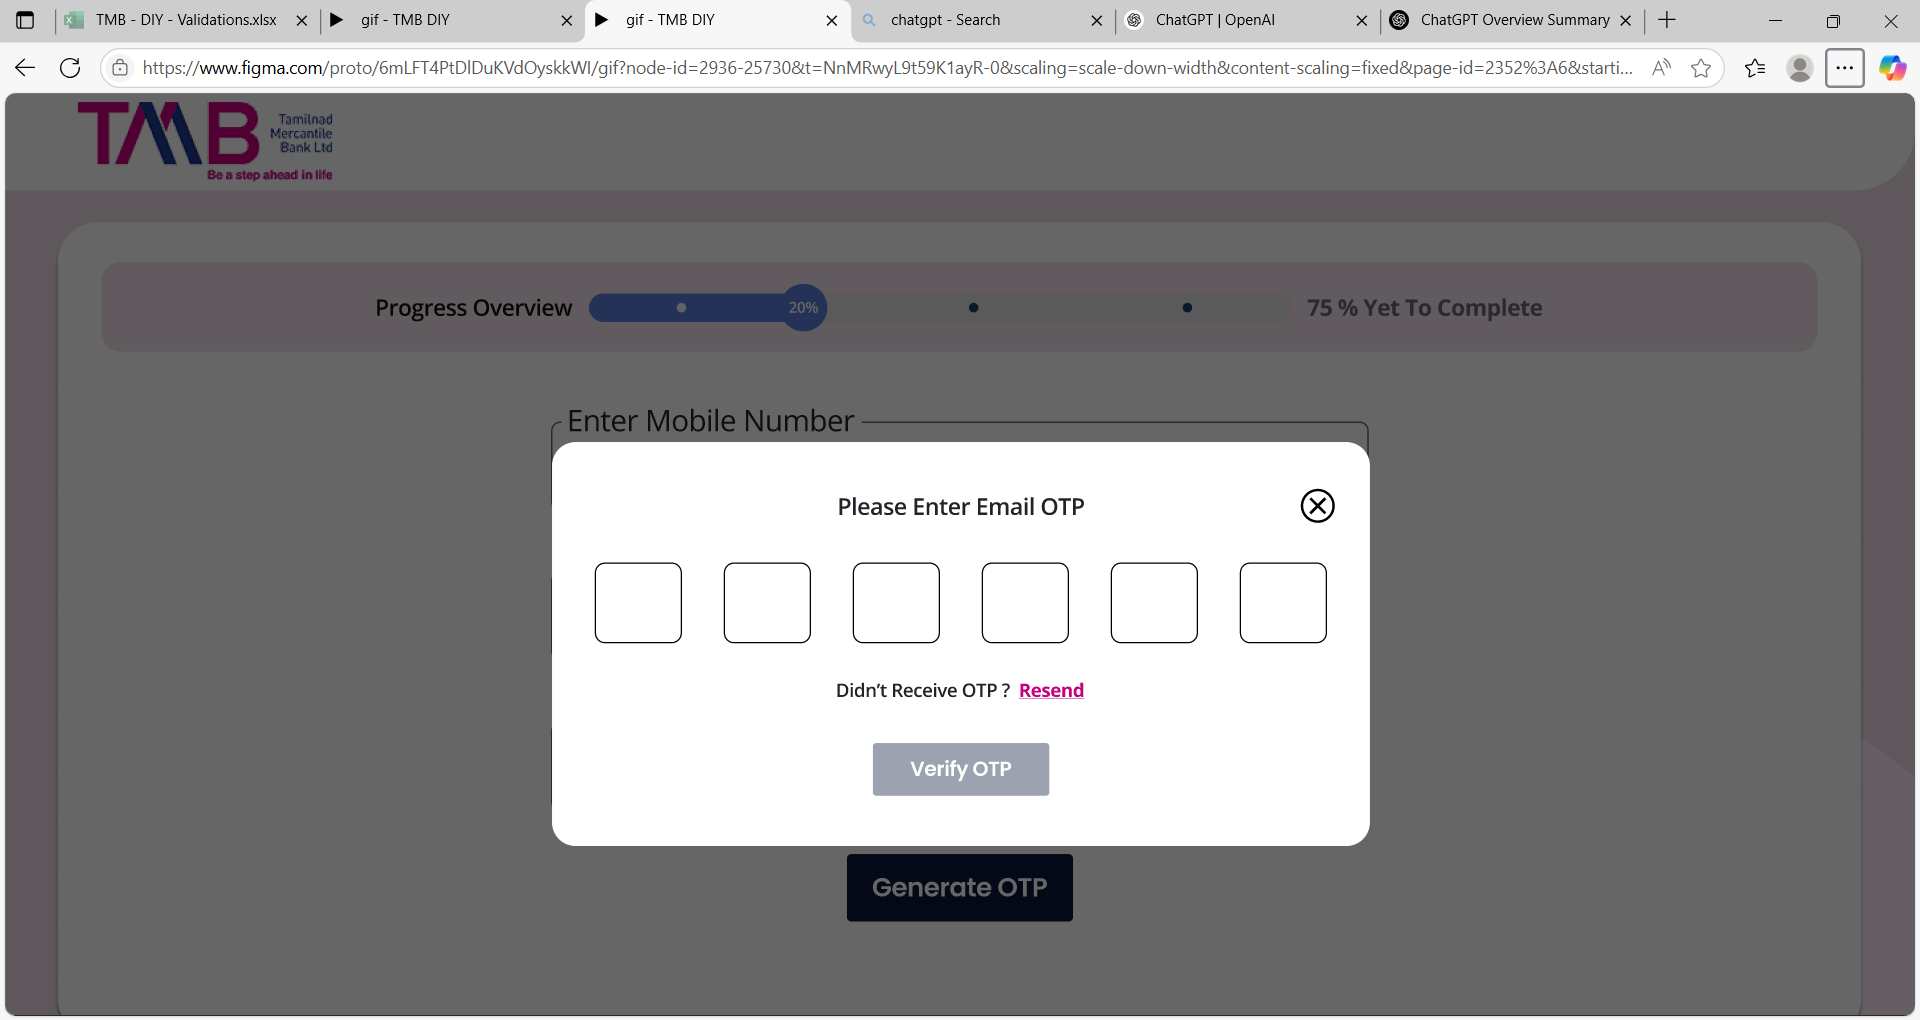 TMB - DIY - Validations.xlsx
gif - TMB DIY
gif - TMB DIY
chatgpt - Search
ChatGPT | OpenAI
ChatGPT Overview Summary
https://www.figma.com/proto/6mLFT4PtDlDuKVdOyskkWI/gif?node-id=2936-25730&t=NnMRwyL9t59K1ayR-0&scaling=scale-down-width&content-scaling=fixed&page-id=2352%3A6&starti...
TMB
Tamilnad
Mercantile
Bank Ltd
Be a step ahead in life
Progress Overview
20%
75 % Yet To Complete
Enter Mobile Number
Please Enter Email OTP
Didn't Receive OTP ? Resend
Verify OTP
Generate OTP